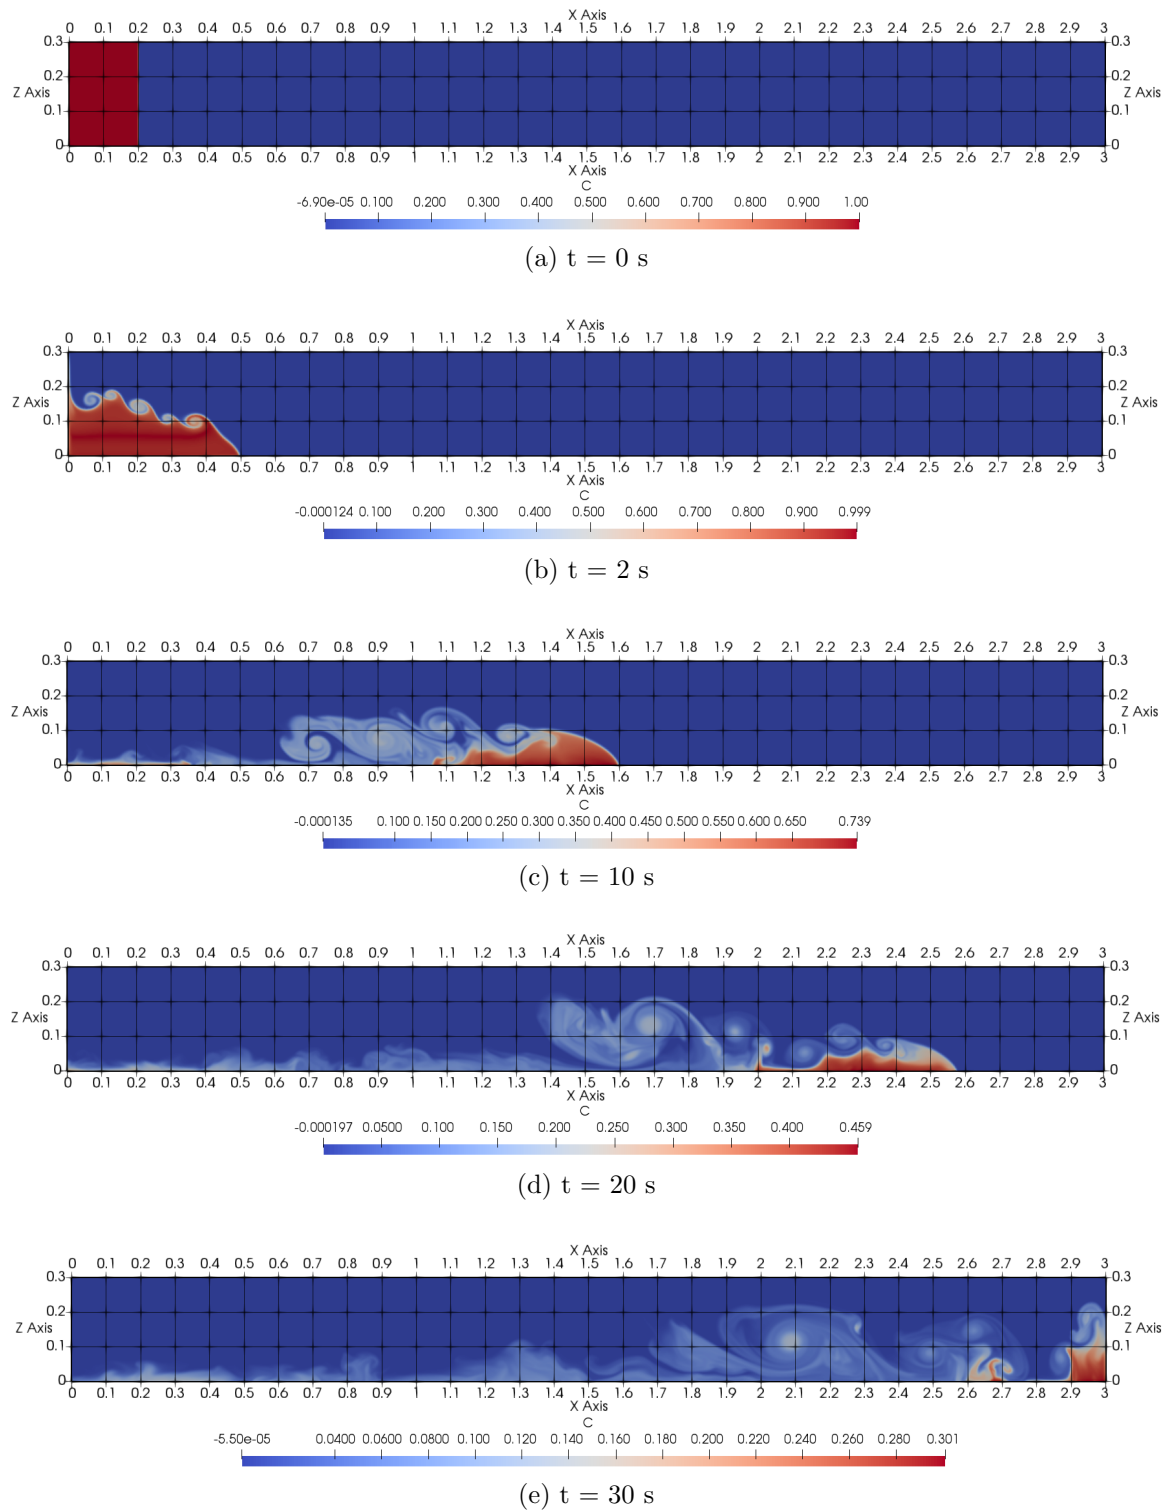 X Axis
0 0.1 0.2 0.3 0.4 0.5 0.6 0.7 0.8 0.9 1 1.1 1.2 1.3 1.4 1.5 1.6 1.7 1.8 1.9 2 2.1 2.2 2.3 2.4 2.5 2.6 2.7 2.8 2.9 3
0.3 0.3
0.2 0.2
Z Axis Z Axis
0.1 0.1
0 0
0 0.1 0.2 0.3 0.4 0.5 0.6 0.7 0.8 0.9 1 1.1 1.2 1.3 1.4 1.5 1.6 1.7 1.8 1.9 2 2.1 2.2 2.3 2.4 2.5 2.6 2.7 2.8 2.9 3
X Axis
C
-6.90e-05 0.100 0.200 0.300 0.400 0.500 0.600 0.700 0.800 0.900 1.00
(a) t = 0 s
X Axis
0 0.1 0.2 0.3 0.4 0.5 0.6 0.7 0.8 0.9 1 1.1 1.2 1.3 1.4 1.5 1.6 1.7 1.8 1.9 2 2.1 2.2 2.3 2.4 2.5 2.6 2.7 2.8 2.9 3
0.3 0.3
0.2 0.2
Z Axis Z Axis
0.1 0.1
0 0
0 0.1 0.2 0.3 0.4 0.5 0.6 0.7 0.8 0.9 1 1.1 1.2 1.3 1.4 1.5 1.6 1.7 1.8 1.9 2 2.1 2.2 2.3 2.4 2.5 2.6 2.7 2.8 2.9 3
X Axis
C
-0.000124 0.100 0.200 0.300 0.400 0.500 0.600 0.700 0.800 0.900 0.999
(b) t = 2 s
X Axis
0 0.1 0.2 0.3 0.4 0.5 0.6 0.7 0.8 0.9 1 1.1 1.2 1.3 1.4 1.5 1.6 1.7 1.8 1.9 2 2.1 2.2 2.3 2.4 2.5 2.6 2.7 2.8 2.9 3
0.3 0.3
0.2 0.2
Z Axis Z Axis
0.1 0.1
0 0
0 0.1 0.2 0.3 0.4 0.5 0.6 0.7 0.8 0.9 1 1.1 1.2 1.3 1.4 1.5 1.6 1.7 1.8 1.9 2 2.1 2.2 2.3 2.4 2.5 2.6 2.7 2.8 2.9 3
X Axis
C
-0.000135 0.100 0.150 0.200 0.250 0.300 0.350 0.400 0.450 0.500 0.550 0.600 0.650 0.739
(c) t = 10 s
X Axis
0 0.1 0.2 0.3 0.4 0.5 0.6 0.7 0.8 0.9 1 1.1 1.2 1.3 1.4 1.5 1.6 1.7 1.8 1.9 2 2.1 2.2 2.3 2.4 2.5 2.6 2.7 2.8 2.9 3
0.3 0.3
0.2 0.2
Z Axis Z Axis
0.1 0.1
0 0
0 0.1 0.2 0.3 0.4 0.5 0.6 0.7 0.8 0.9 1 1.1 1.2 1.3 1.4 1.5 1.6 1.7 1.8 1.9 2 2.1 2.2 2.3 2.4 2.5 2.6 2.7 2.8 2.9 3
X Axis
C
-0.000197 0.0500 0.100 0.150 0.200 0.250 0.300 0.350 0.400 0.459
(d) t = 20 s
X Axis
0 0.1 0.2 0.3 0.4 0.5 0.6 0.7 0.8 0.9 1 1.1 1.2 1.3 1.4 1.5 1.6 1.7 1.8 1.9 2 2.1 2.2 2.3 2.4 2.5 2.6 2.7 2.8 2.9 3
0.3 0.3
0.2 0.2
Z Axis Z Axis
0.1 0.1
0 0
0 0.1 0.2 0.3 0.4 0.5 0.6 0.7 0.8 0.9 1 1.1 1.2 1.3 1.4 1.5 1.6 1.7 1.8 1.9 2 2.1 2.2 2.3 2.4 2.5 2.6 2.7 2.8 2.9 3
X Axis
C
-5.50e-05 0.0400 0.0600 0.0800 0.100 0.120 0.140 0.160 0.180 0.200 0.220 0.240 0.260 0.280 0.301
(e) t = 30 s